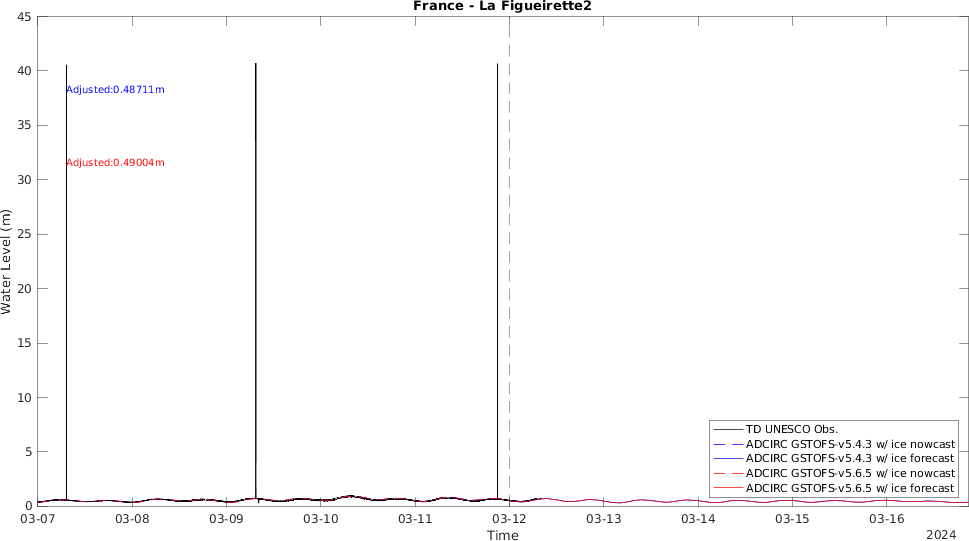 France - La Figueirette2
45
40
35
30
25
20
15
10
5
0
Water Level (m)
Adjusted:0.48711m
Adjusted:0.49004m
TD UNESCO Obs.
ADCIRC GSTOFS-v5.4.3 w/ ice nowcast
ADCIRC GSTOFS-v5.4.3 w/ ice forecast
ADCIRC GSTOFS-v5.6.5 w/ ice nowcast
ADCIRC GSTOFS-v5.6.5 w/ ice forecast
03-07 03-08 03-09 03-10 03-11 03-12 03-13 03-14 03-15 03-16
Time
2024